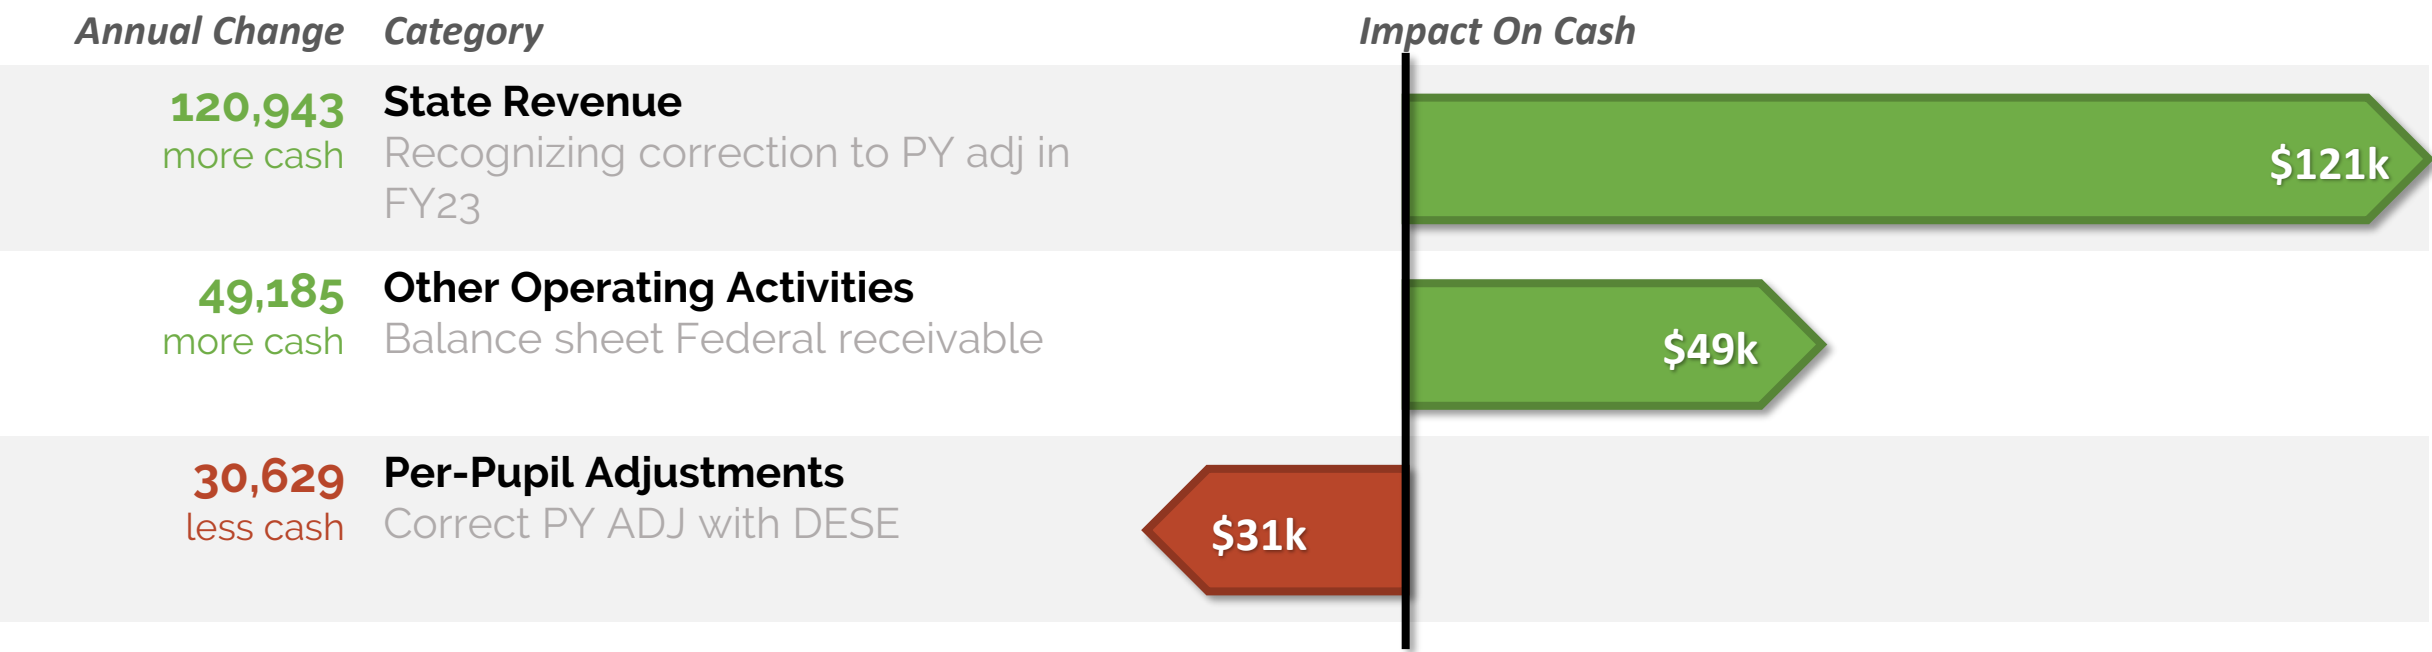 Annual Change Category Impact On Cash
120,943 State Revenue
more cash Recognizing correction to PY adj in
FY23
$121k
49,185 Other Operating Activities
more cash Balance sheet Federal receivable
$49k
30,629 Per-Pupil Adjustments
less cash Correct PY ADJ with DESE
$31k